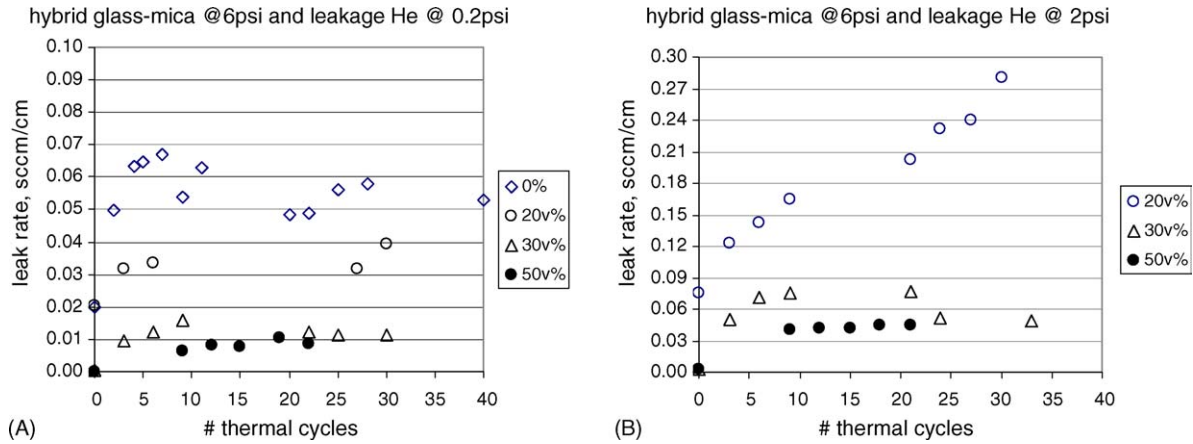 hybrid glass-mica @6psi and leakage He @ 0.2psi
leak rate, sccm/cm
0.10
0.09
0.08
0.07
0.06
0.05
0.04
0.03
0.02
0.01
0.00
0 5 10 15 20 25 30 35 40
# thermal cycles
(A)
0%
20v%
30v%
50v%
hybrid glass-mica @6psi and leakage He @ 2psi
leak rate, sccm/cm
0.30
0.27
0.24
0.21
0.18
0.15
0.12
0.09
0.06
0.03
0.00
0 5 10 15 20 25 30 35 40
# thermal cycles
(B)
20v%
30v%
50v%